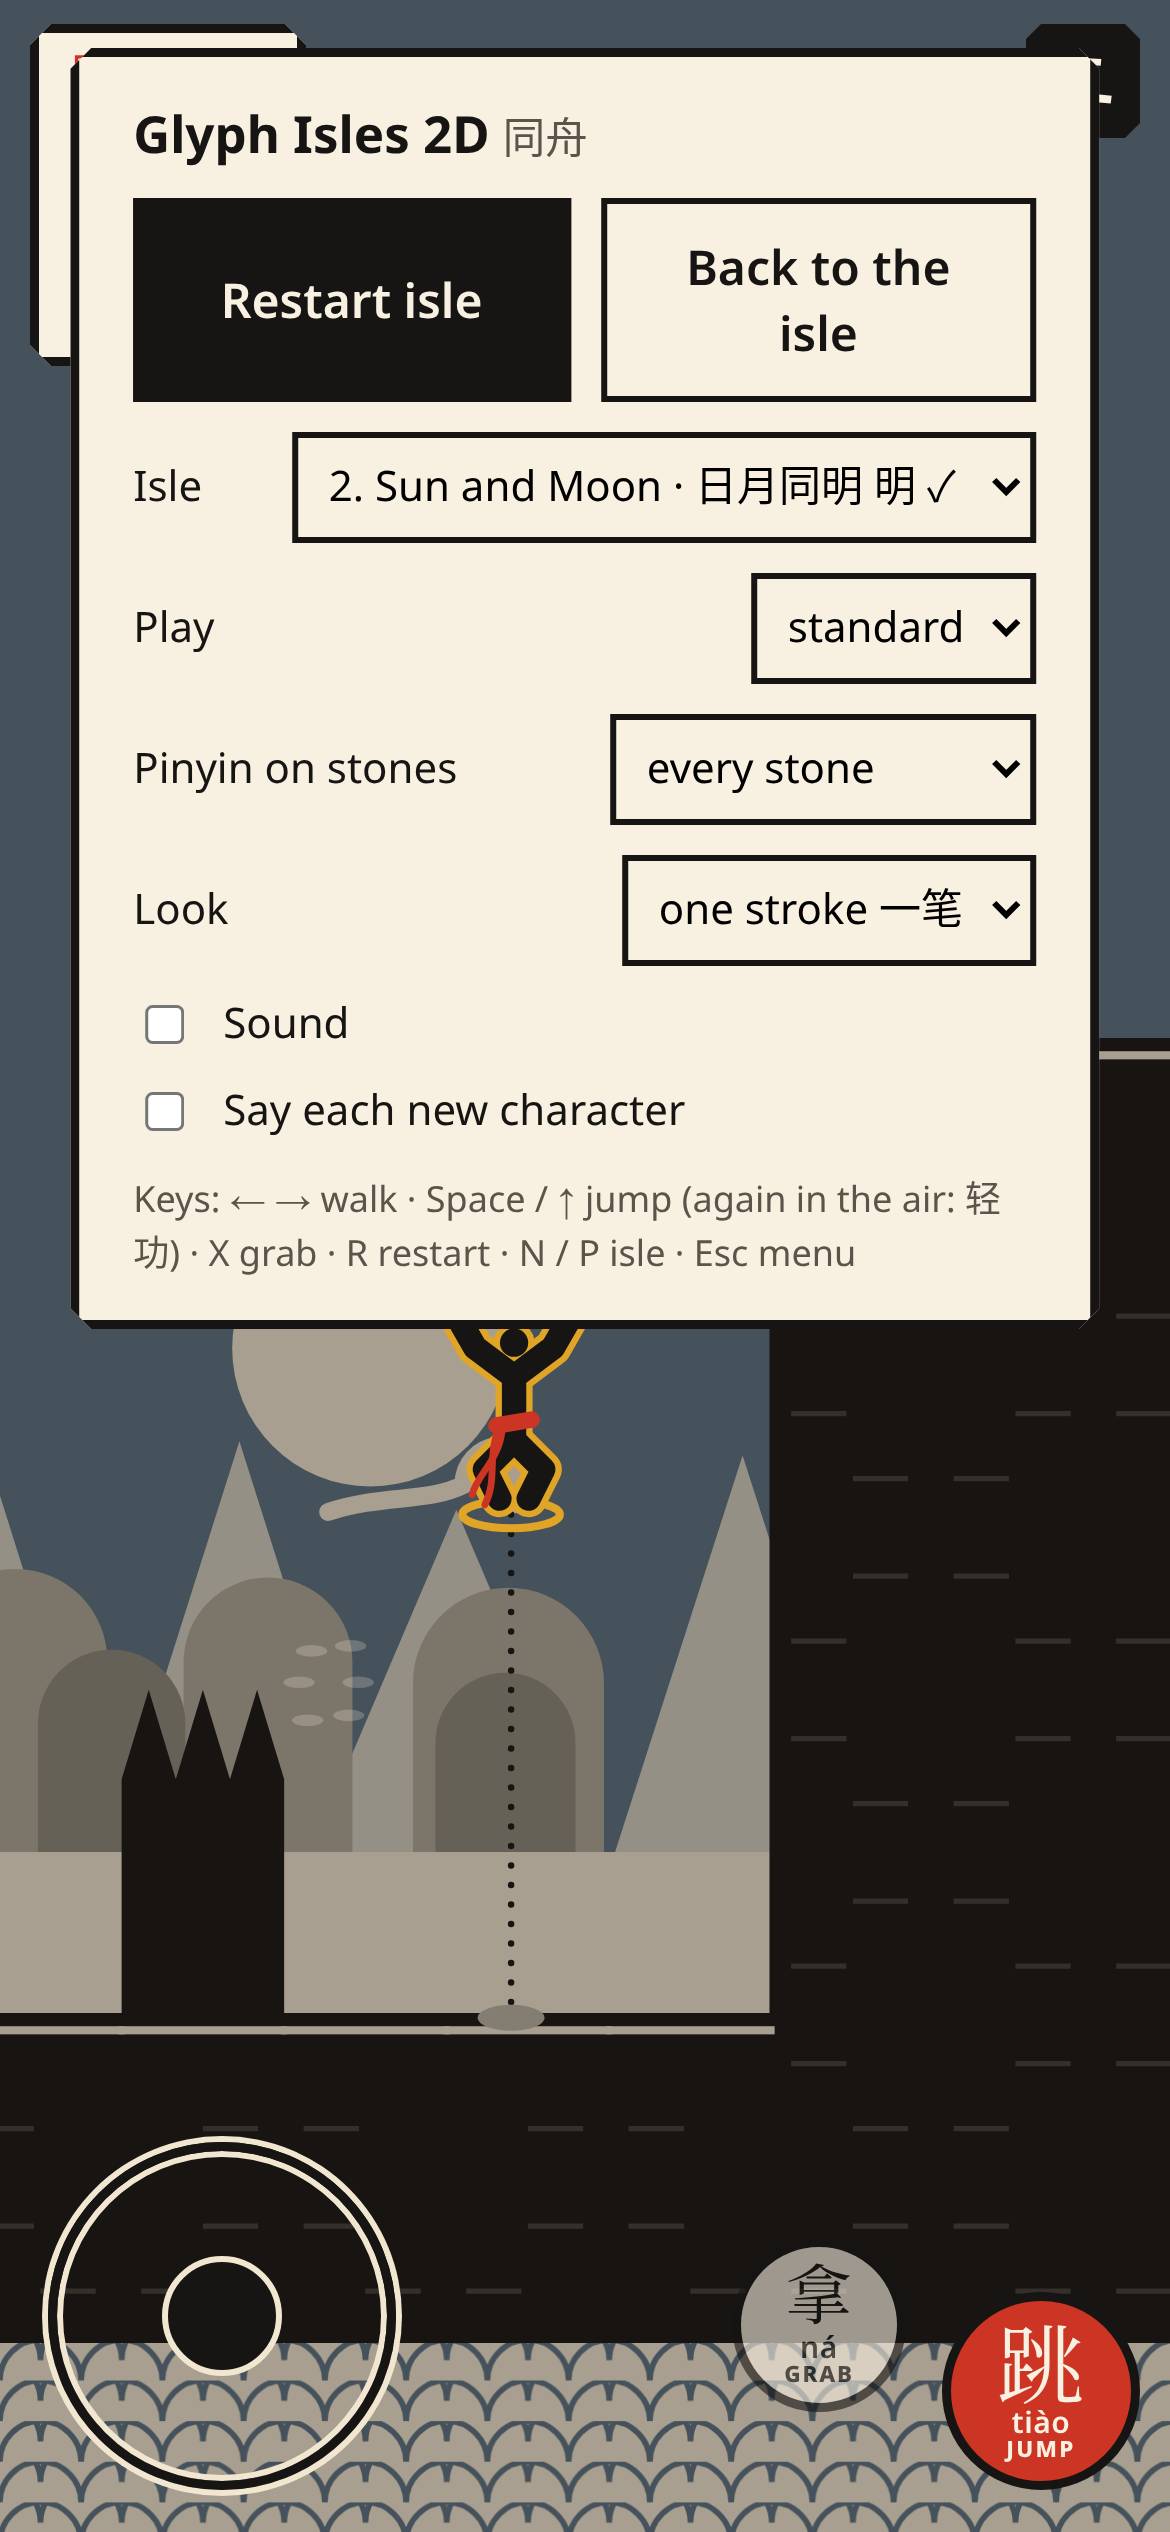 Glyph Isles 2D 同舟
Restart isle
Back to the
isle
Isle
2. Sun and Moon · 日月同明 明 ✓
Play
standard
Pinyin on stones
every stone
Look
one stroke 一笔
Sound
Say each new character
Keys: ← → walk · Space / ↑ jump (again in the air: 轻
功) · X grab · R restart · N / P isle · Esc menu
拿
ná
GRAB
跳
tiào
JUMP